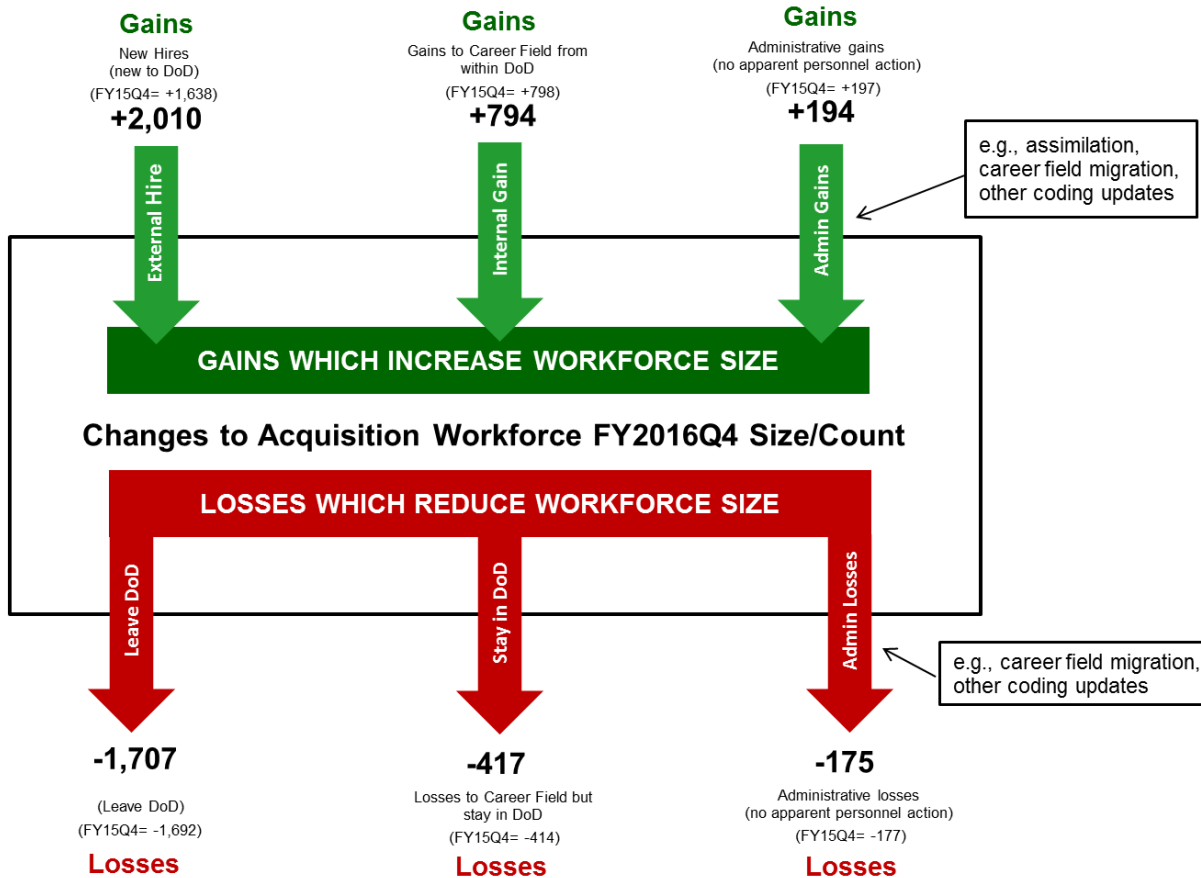 Gains
New Hires
(new to DoD)
(FY15Q4= +1,638)
+2,010
Gains
Gains to Career Field from
within DoD
(FY15Q4= +798)
+794
Gains
Administrative gains
(no apparent personnel action)
(FY15Q4= +197)
+194
e.g., assimilation,
career field migration,
other coding updates
External Hire
Internal Gain
Admin Gains
GAINS WHICH INCREASE WORKFORCE SIZE
Changes to Acquisition Workforce FY2016Q4 Size/Count
LOSSES WHICH REDUCE WORKFORCE SIZE
Leave DoD
Stay in DoD
Admin Losses
e.g., career field migration,
other coding updates
-1,707
(Leave DoD)
(FY15Q4= -1,692)
Losses
-417
Losses to Career Field but
stay in DoD
(FY15Q4= -414)
Losses
-175
Administrative losses
(no apparent personnel action)
(FY15Q4= -177)
Losses